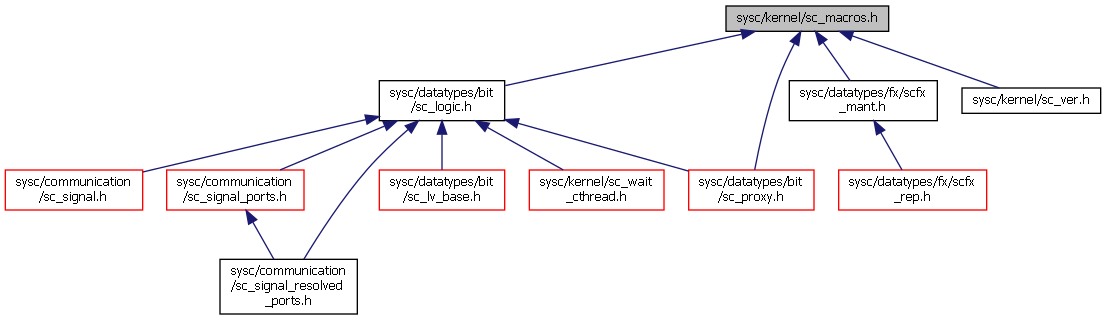 sysc/kernel/sc_macros.h
sysc/datatypes/bit
/sc_logic.h
sysc/datatypes/fx/scfx
_mant.h
sysc/kernel/sc_ver.h
sysc/communication
/sc_signal.h
sysc/communication
/sc_signal_ports.h
sysc/datatypes/bit
/sc_lv_base.h
sysc/kernel/sc_wait
_cthread.h
sysc/datatypes/bit
/sc_proxy.h
sysc/datatypes/fx/scfx
_rep.h
sysc/communication
/sc_signal_resolved
_ports.h